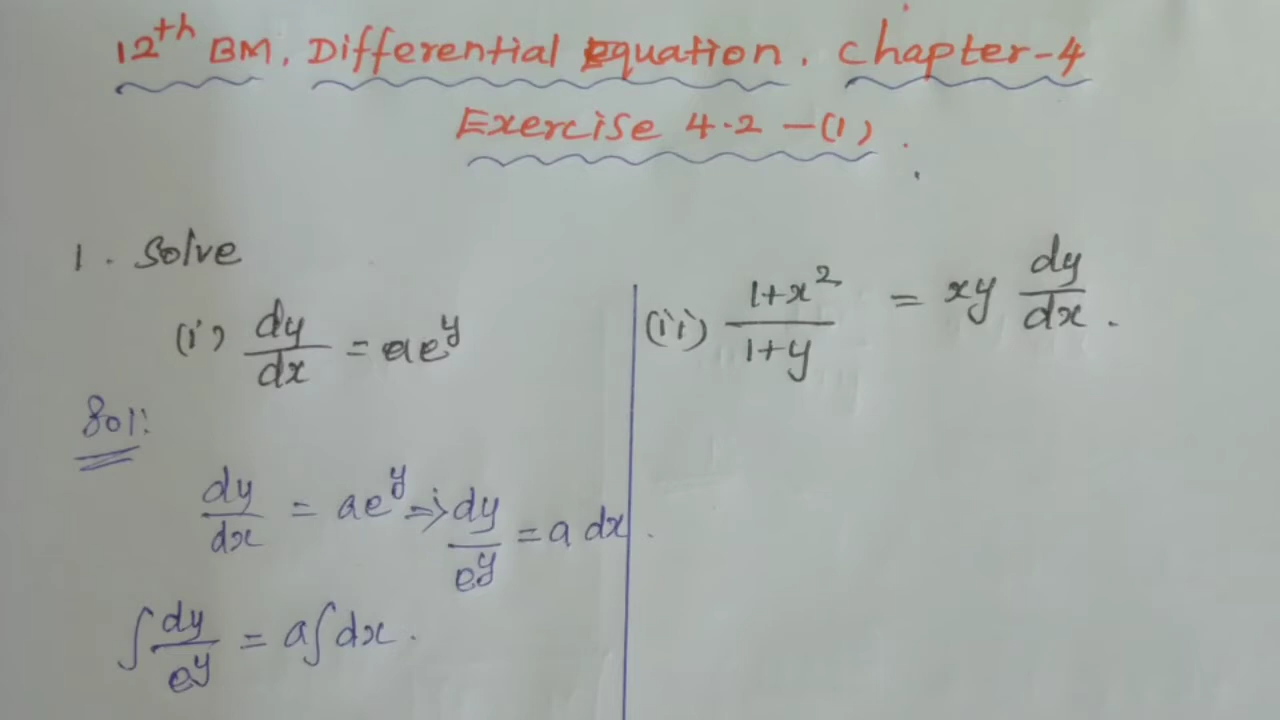 12th BM. Differential Equation. Chapter-4
Exercise 4.2 -(1).
1. Solve
(i) dy/dx = ae^y
Sol:
dy/dx = ae^y => dy/e^y = a dx.
∫ dy/e^y = a∫dx.
(ii) 1+x^2/1+y = xy dy/dx.